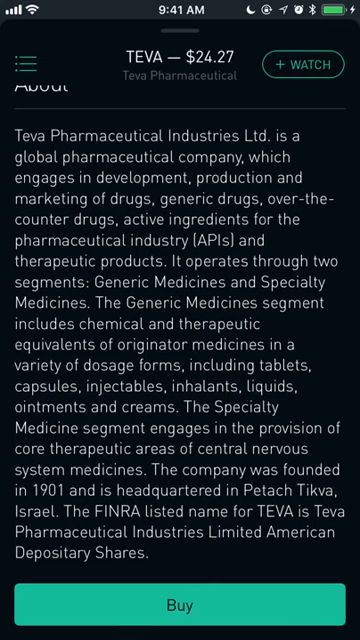 9:41 AM
TEVA — $24.27
Teva Pharmaceutical
+ WATCH
About
Teva Pharmaceutical Industries Ltd. is a
global pharmaceutical company, which
engages in development, production and
marketing of drugs, generic drugs, over-the-
counter drugs, active ingredients for the
pharmaceutical industry (APIs) and
therapeutic products. It operates through two
segments: Generic Medicines and Specialty
Medicines. The Generic Medicines segment
includes chemical and therapeutic
equivalents of originator medicines in a
variety of dosage forms, including tablets,
capsules, injectables, inhalants, liquids,
ointments and creams. The Specialty
Medicine segment engages in the provision of
core therapeutic areas of central nervous
system medicines. The company was founded
in 1901 and is headquartered in Petach Tikva,
Israel. The FINRA listed name for TEVA is Teva
Pharmaceutical Industries Limited American
Depositary Shares.
Buy